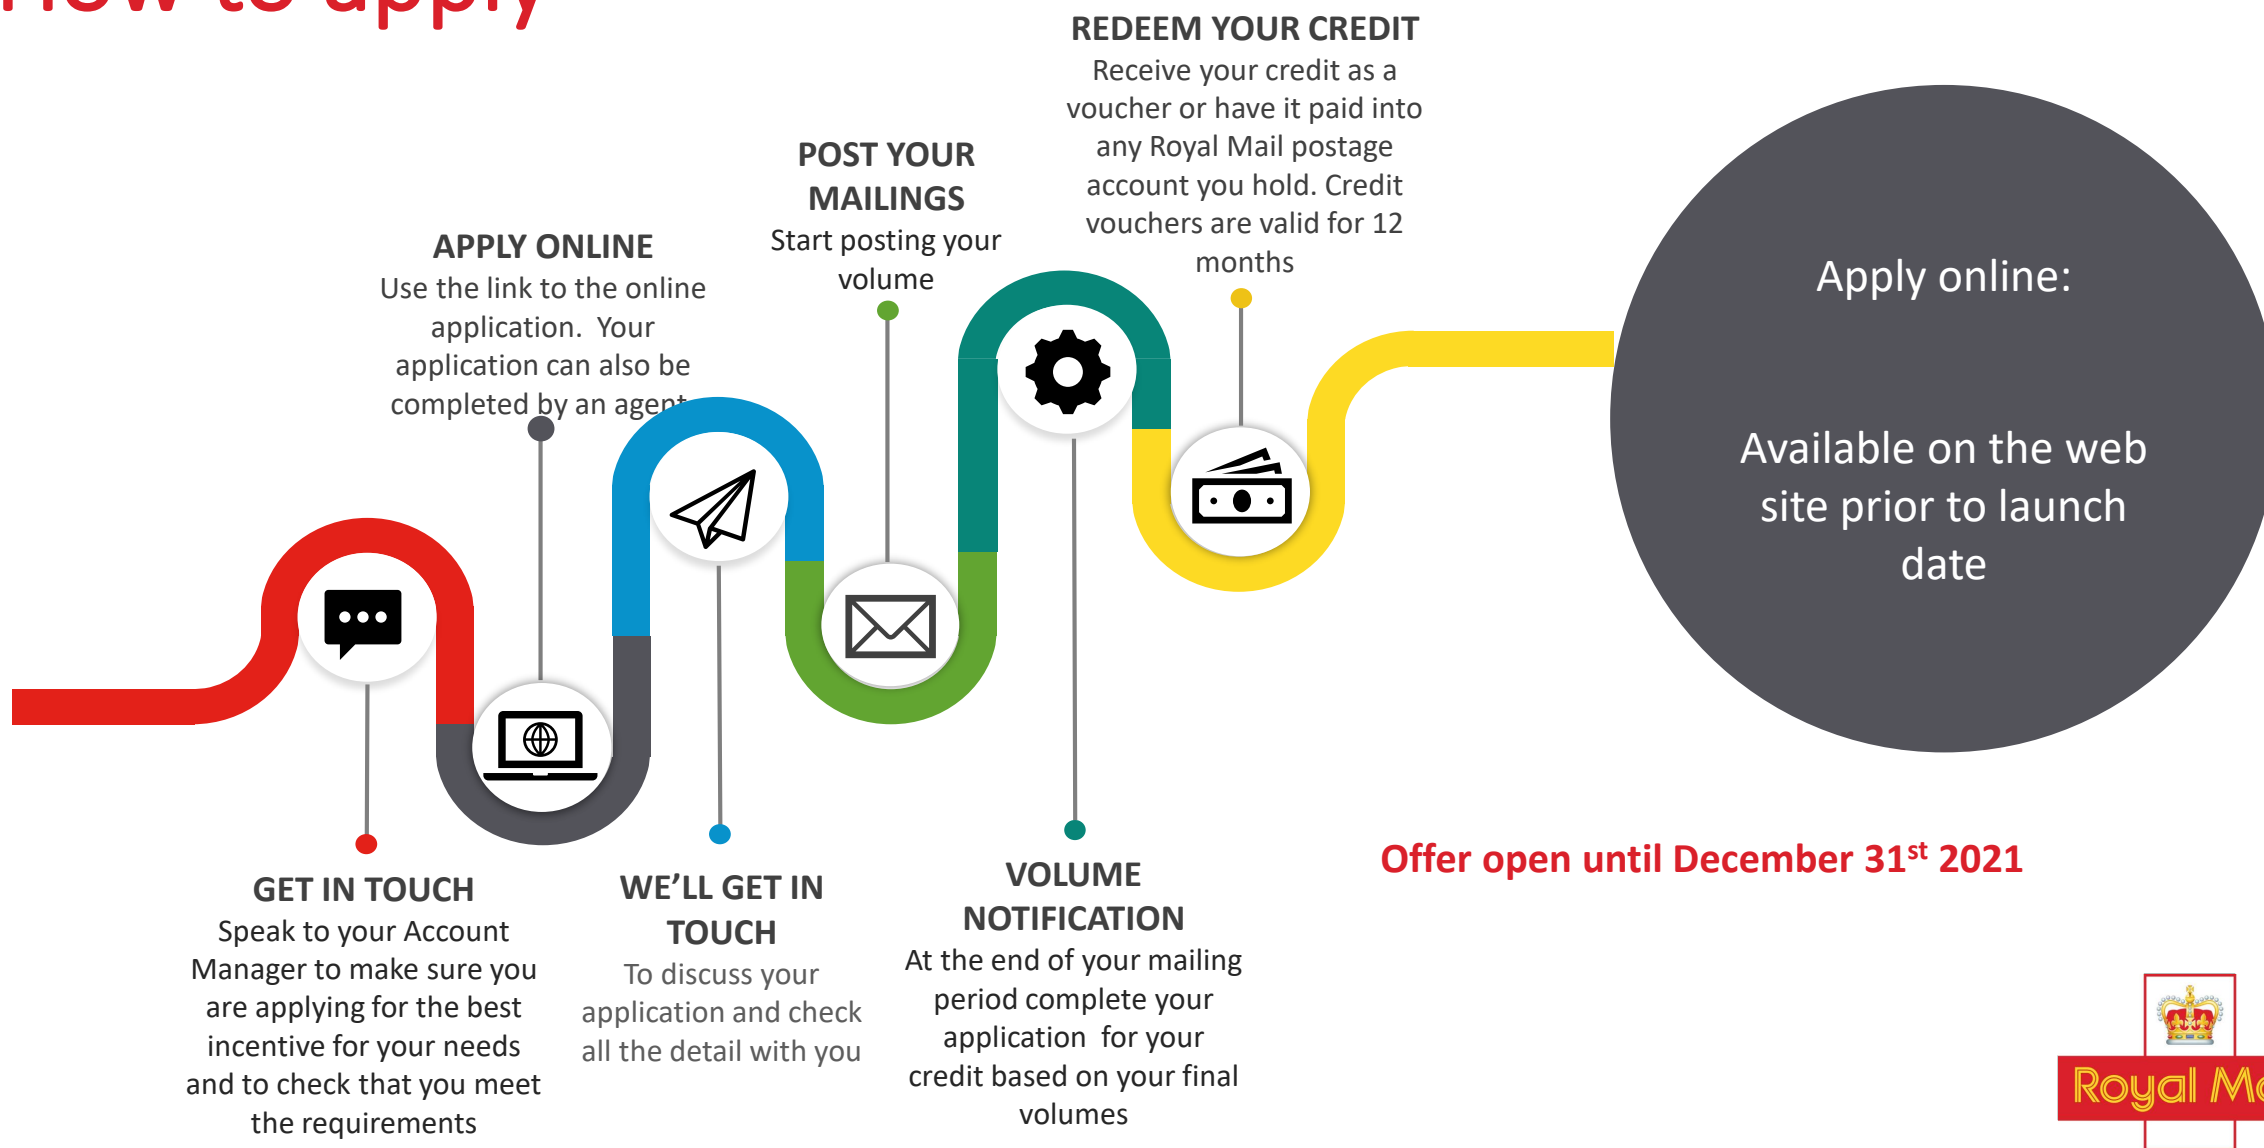 How to apply
REDEEM YOUR CREDIT
Receive your credit as a
voucher or have it paid into
any Royal Mail postage
account you hold. Credit
vouchers are valid for 12
months
POST YOUR
MAILINGS
Start posting your
volume
APPLY ONLINE
Use the link to the online
application.  Your
application can also be
completed by an agent
Apply online:
Available on the web
site prior to launch
date
GET IN TOUCH
Speak to your Account
Manager to make sure you
are applying for the best
incentive for your needs
and to check that you meet
the requirements
WE’LL GET IN
TOUCH
To discuss your
application and check
all the detail with you
VOLUME
NOTIFICATION
At the end of your mailing
period complete your
application  for your
credit based on your final
volumes
Offer open until December 31st 2021
Royal Ma